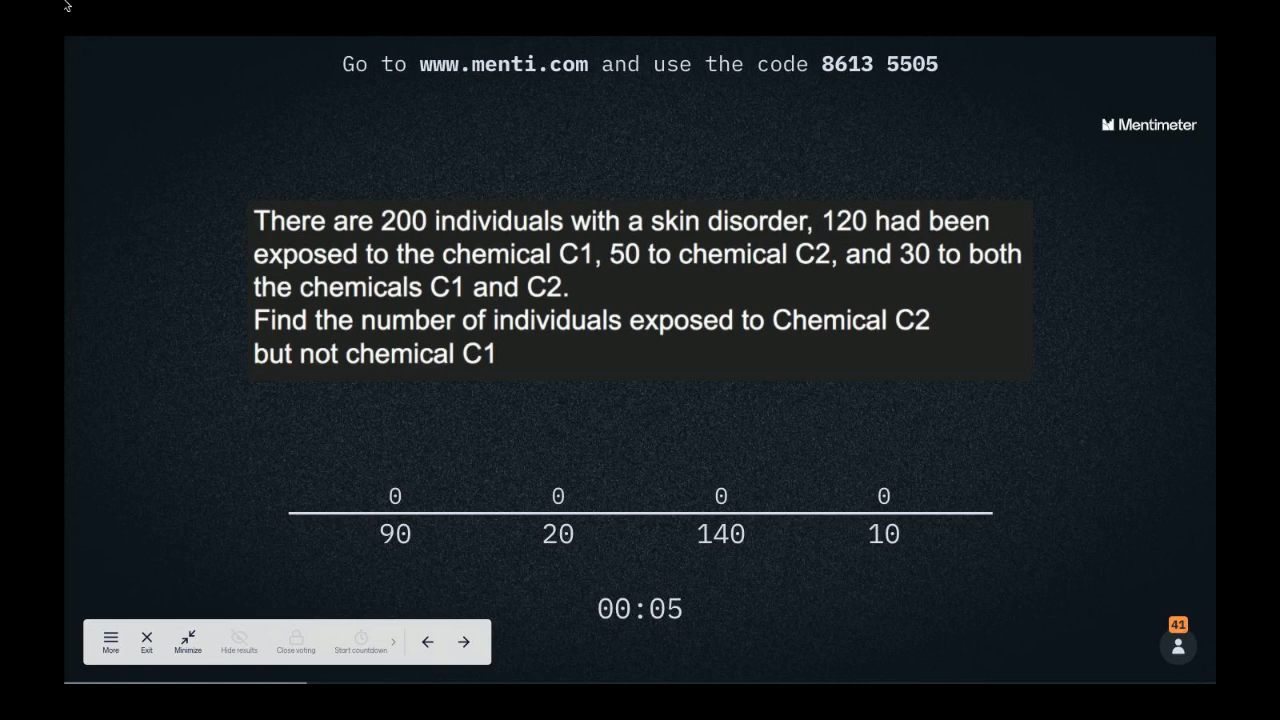 Go to www.menti.com and use the code 8613 5505
Mentimeter
There are 200 individuals with a skin disorder, 120 had been
exposed to the chemical C1, 50 to chemical C2, and 30 to both
the chemicals C1 and C2.
Find the number of individuals exposed to Chemical C2
but not chemical C1
0 0 0 0
90 20 140 10
00:05
41
More Exit Minimize Hide results Close voting Start countdown